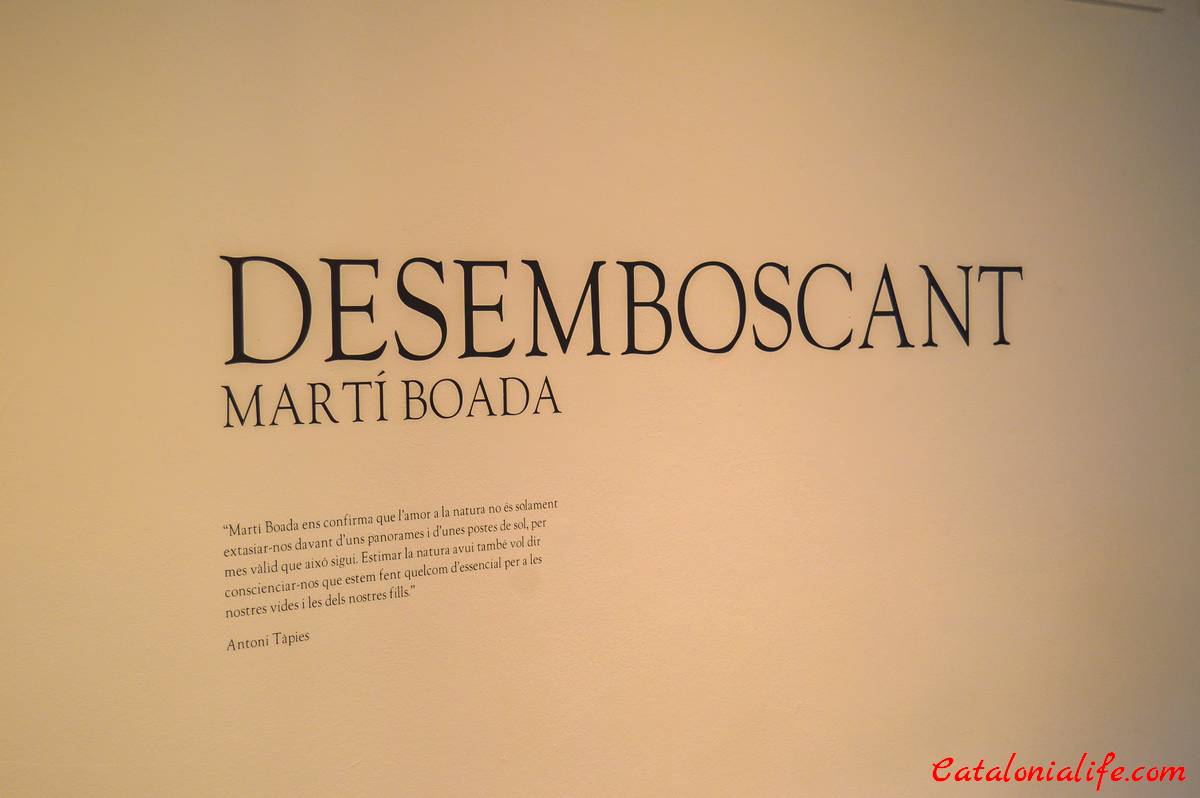 DESEMBOSCANT
MARTÍ BOADA
“Martí Boada ens confirma que l’amor a la natura no és solament
extasiar-nos davant d’uns panorames i d’unes postes de sol, per
mes vàlid que això sigui. Estimar la natura avui també vol dir
conscienciar-nos que estem fent quelcom d’essencial per a les
nostres vides i les dels nostres fills.”
Antoni Tàpies
Catalonialife.com